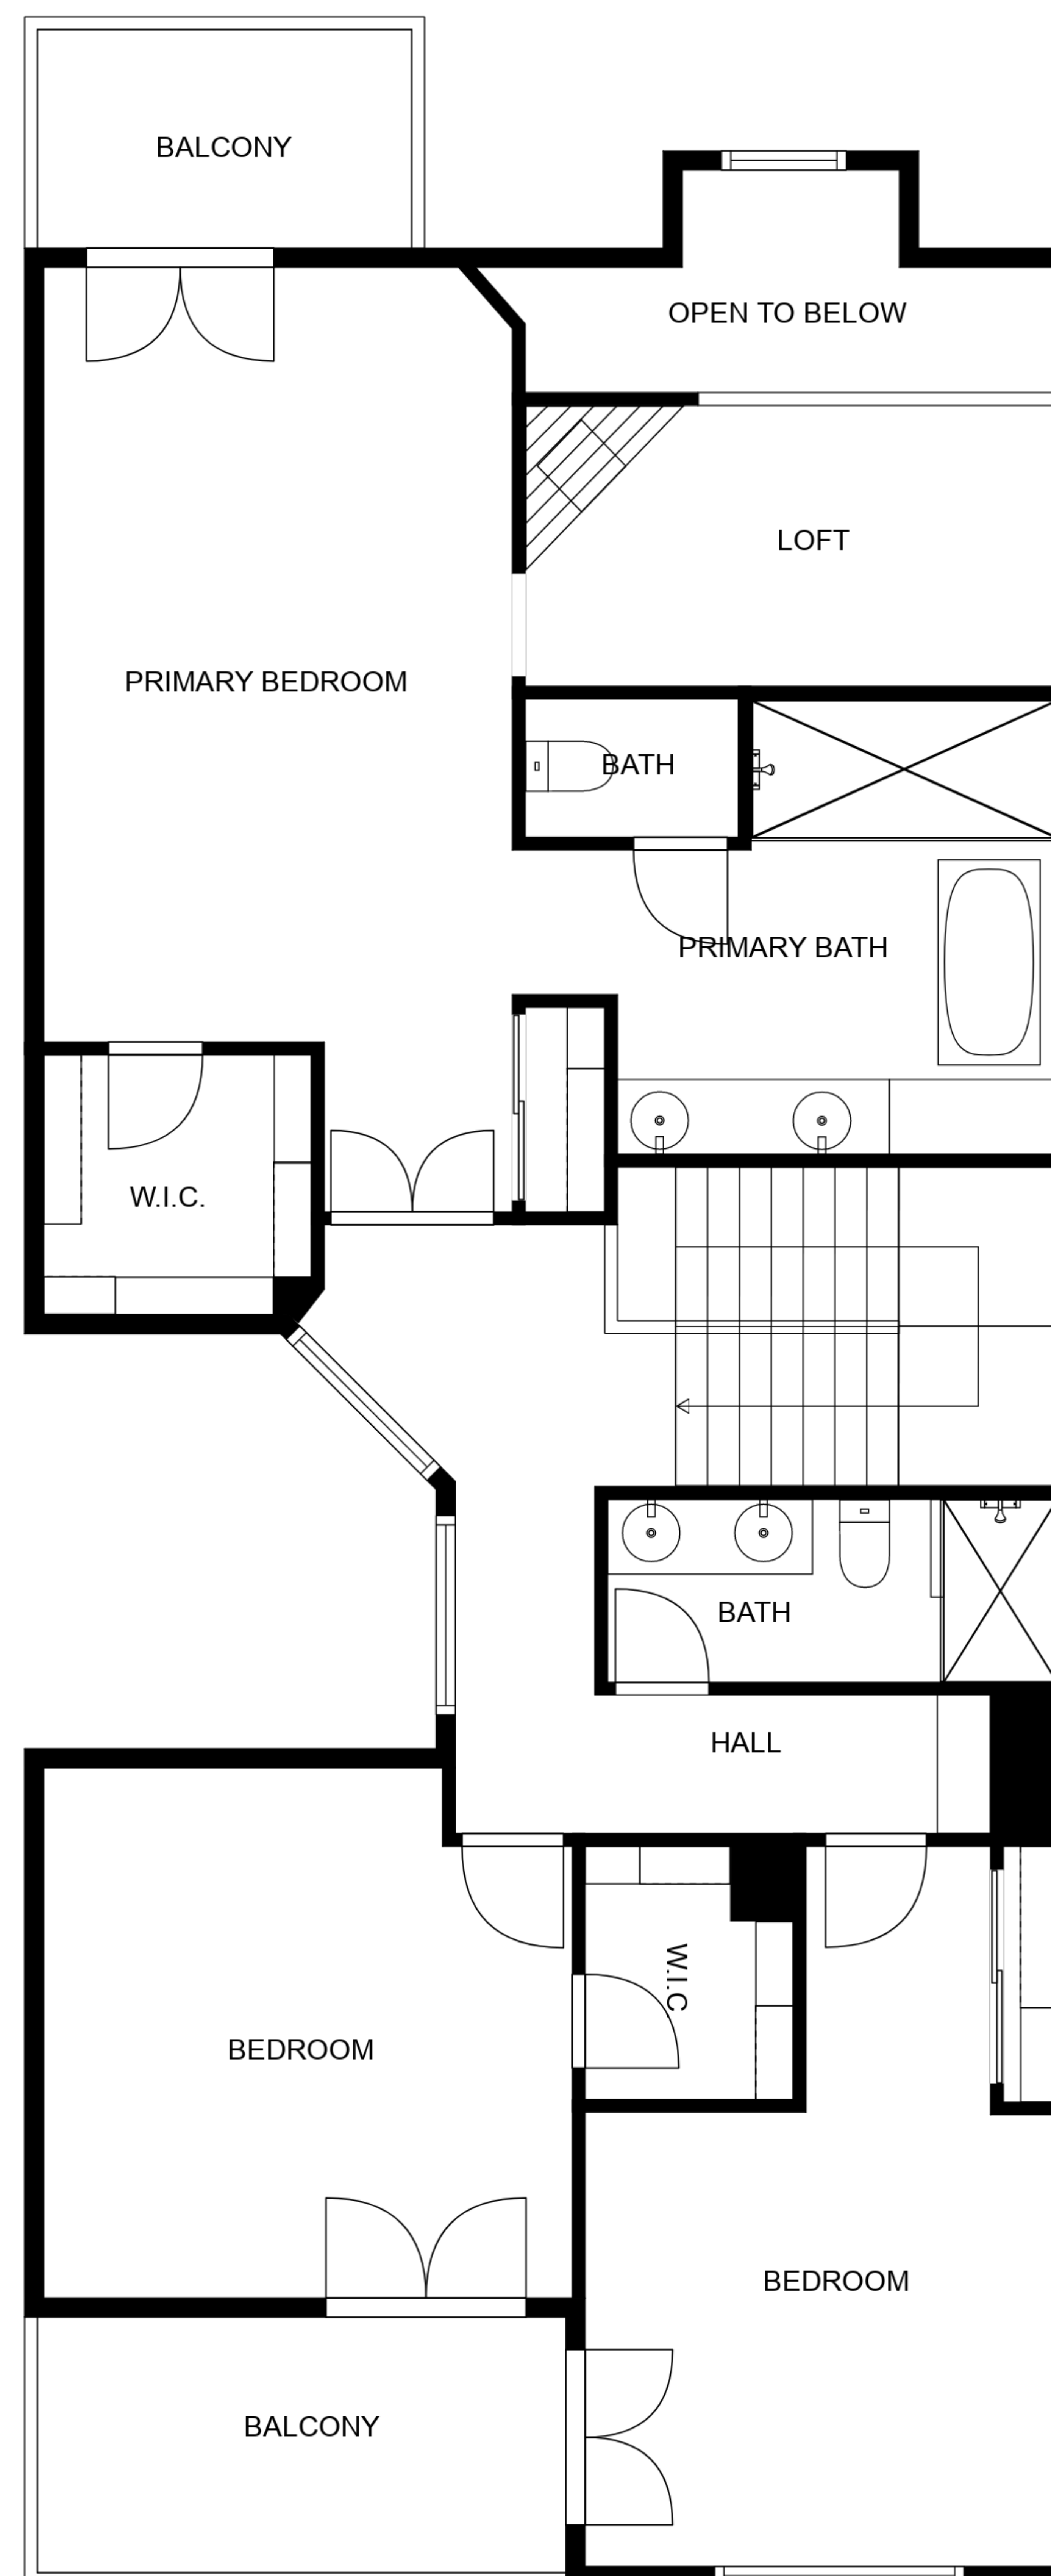 BALCONY
OPEN TO BELOW
LOFT
PRIMARY BEDROOM
BATH
PRIMARY BATH
W.I.C.
BATH
HALL
W.I.C.
BEDROOM
BEDROOM
BALCONY